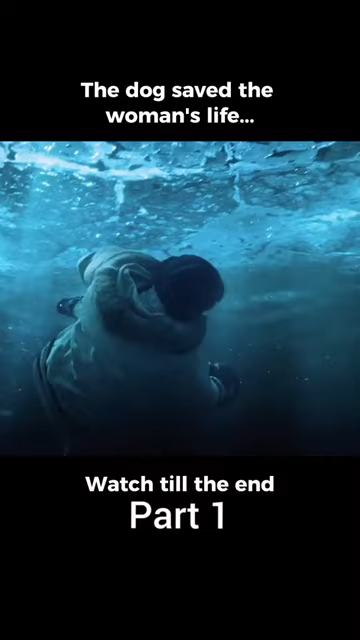 The dog saved the
woman's life...
Watch till the end
Part 1